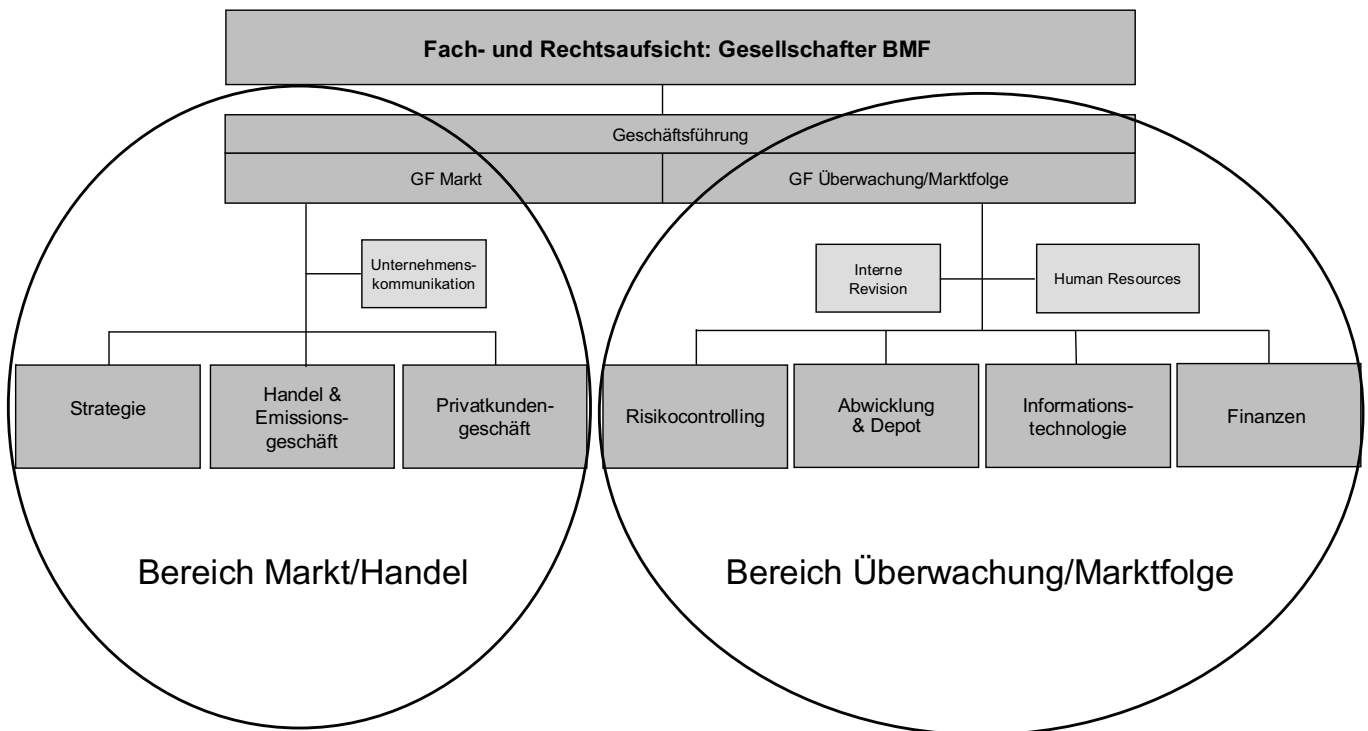 Fach- und Rechtsaufsicht: Gesellschafter BMF
Geschäftsführung
GF Markt
GF Überwachung/Marktfolge
Unternehmens-
kommunikation
Interne
Revision
Human Resources
Strategie
Handel &
Emissions-
geschäft
Privatkunden-
geschäft
Risikocontrolling
Abwicklung
& Depot
Informations-
technologie
Finanzen
Bereich Markt/Handel
Bereich Überwachung/Marktfolge